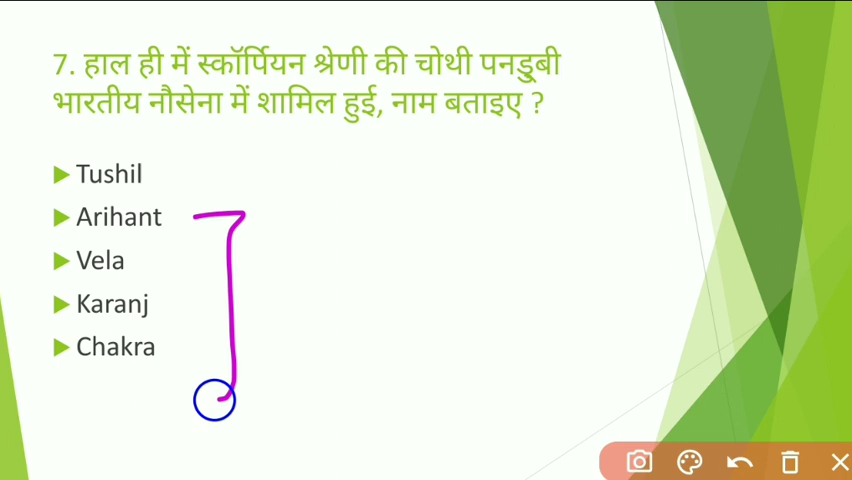 7. हाल ही में स्कॉर्पियन श्रेणी की चोथी पनडुूबी
भारतीय नौसेना में शामिल हुई, नाम बताइए ?
Tushil
Arihant
Vela
Karanj
Chakra